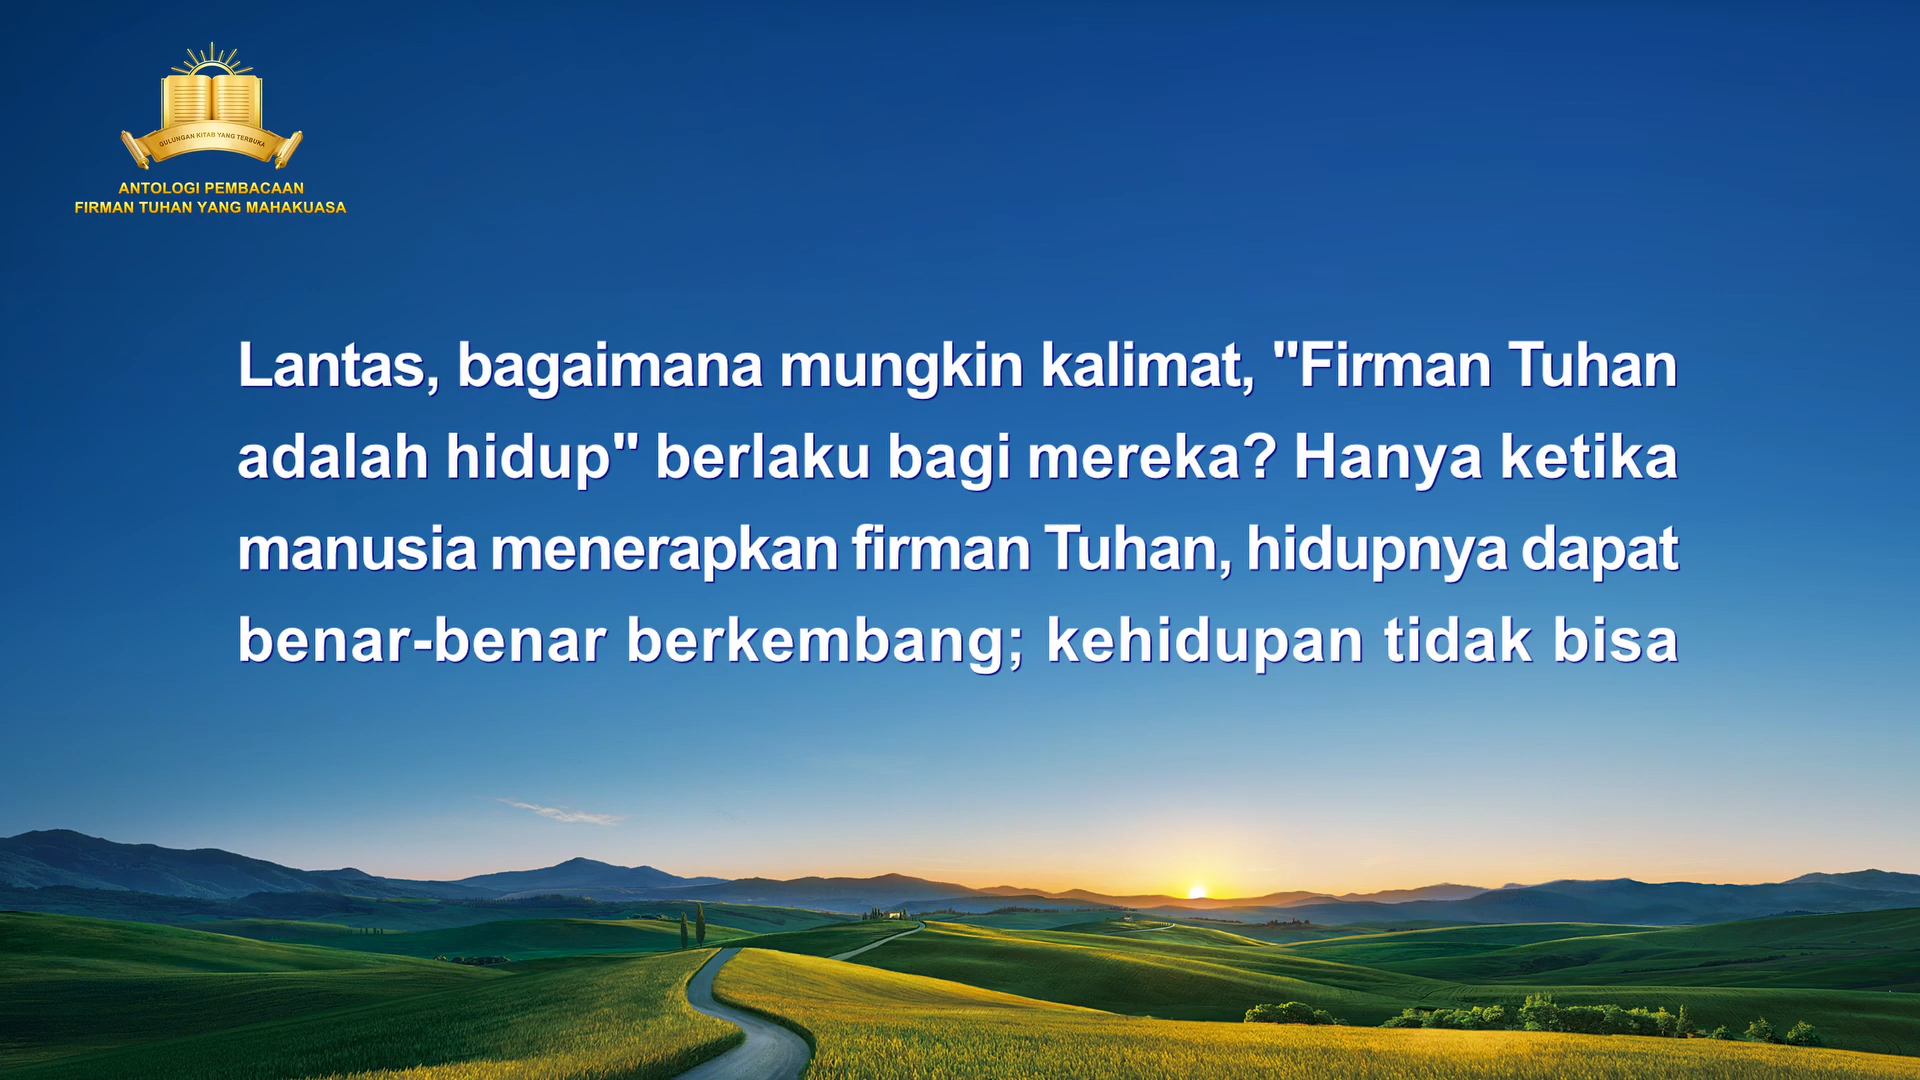 GULUNGAN KITAB YANG TERBUKA
ANTOLOGI PEMBACAAN
FIRMAN TUHAN YANG MAHAKUASA
Lantas, bagaimana mungkin kalimat, "Firman Tuhan
adalah hidup" berlaku bagi mereka? Hanya ketika
manusia menerapkan firman Tuhan, hidupnya dapat
benar-benar berkembang; kehidupan tidak bisa